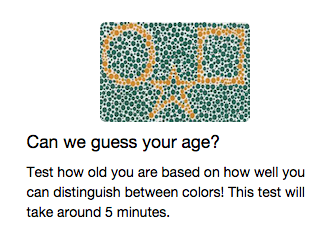 Can we guess your age?
Test how old you are based on how well you
can distinguish between colors! This test will
take around 5 minutes.